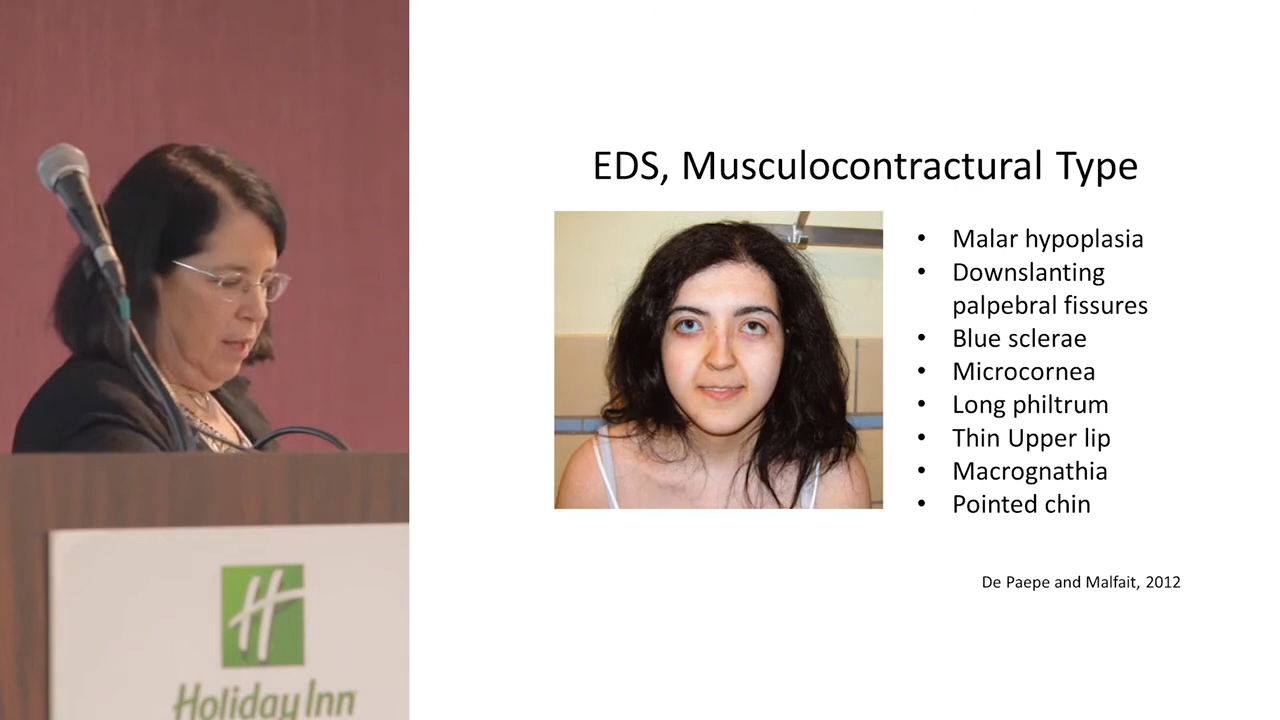 EDS, Musculocontractural Type
• Malar hypoplasia
• Downslanting
palpebral fissures
• Blue sclerae
• Microcornea
• Long philtrum
• Thin Upper lip
• Macrognathia
• Pointed chin
De Paepe and Malfait, 2012
H
Holiday Inn